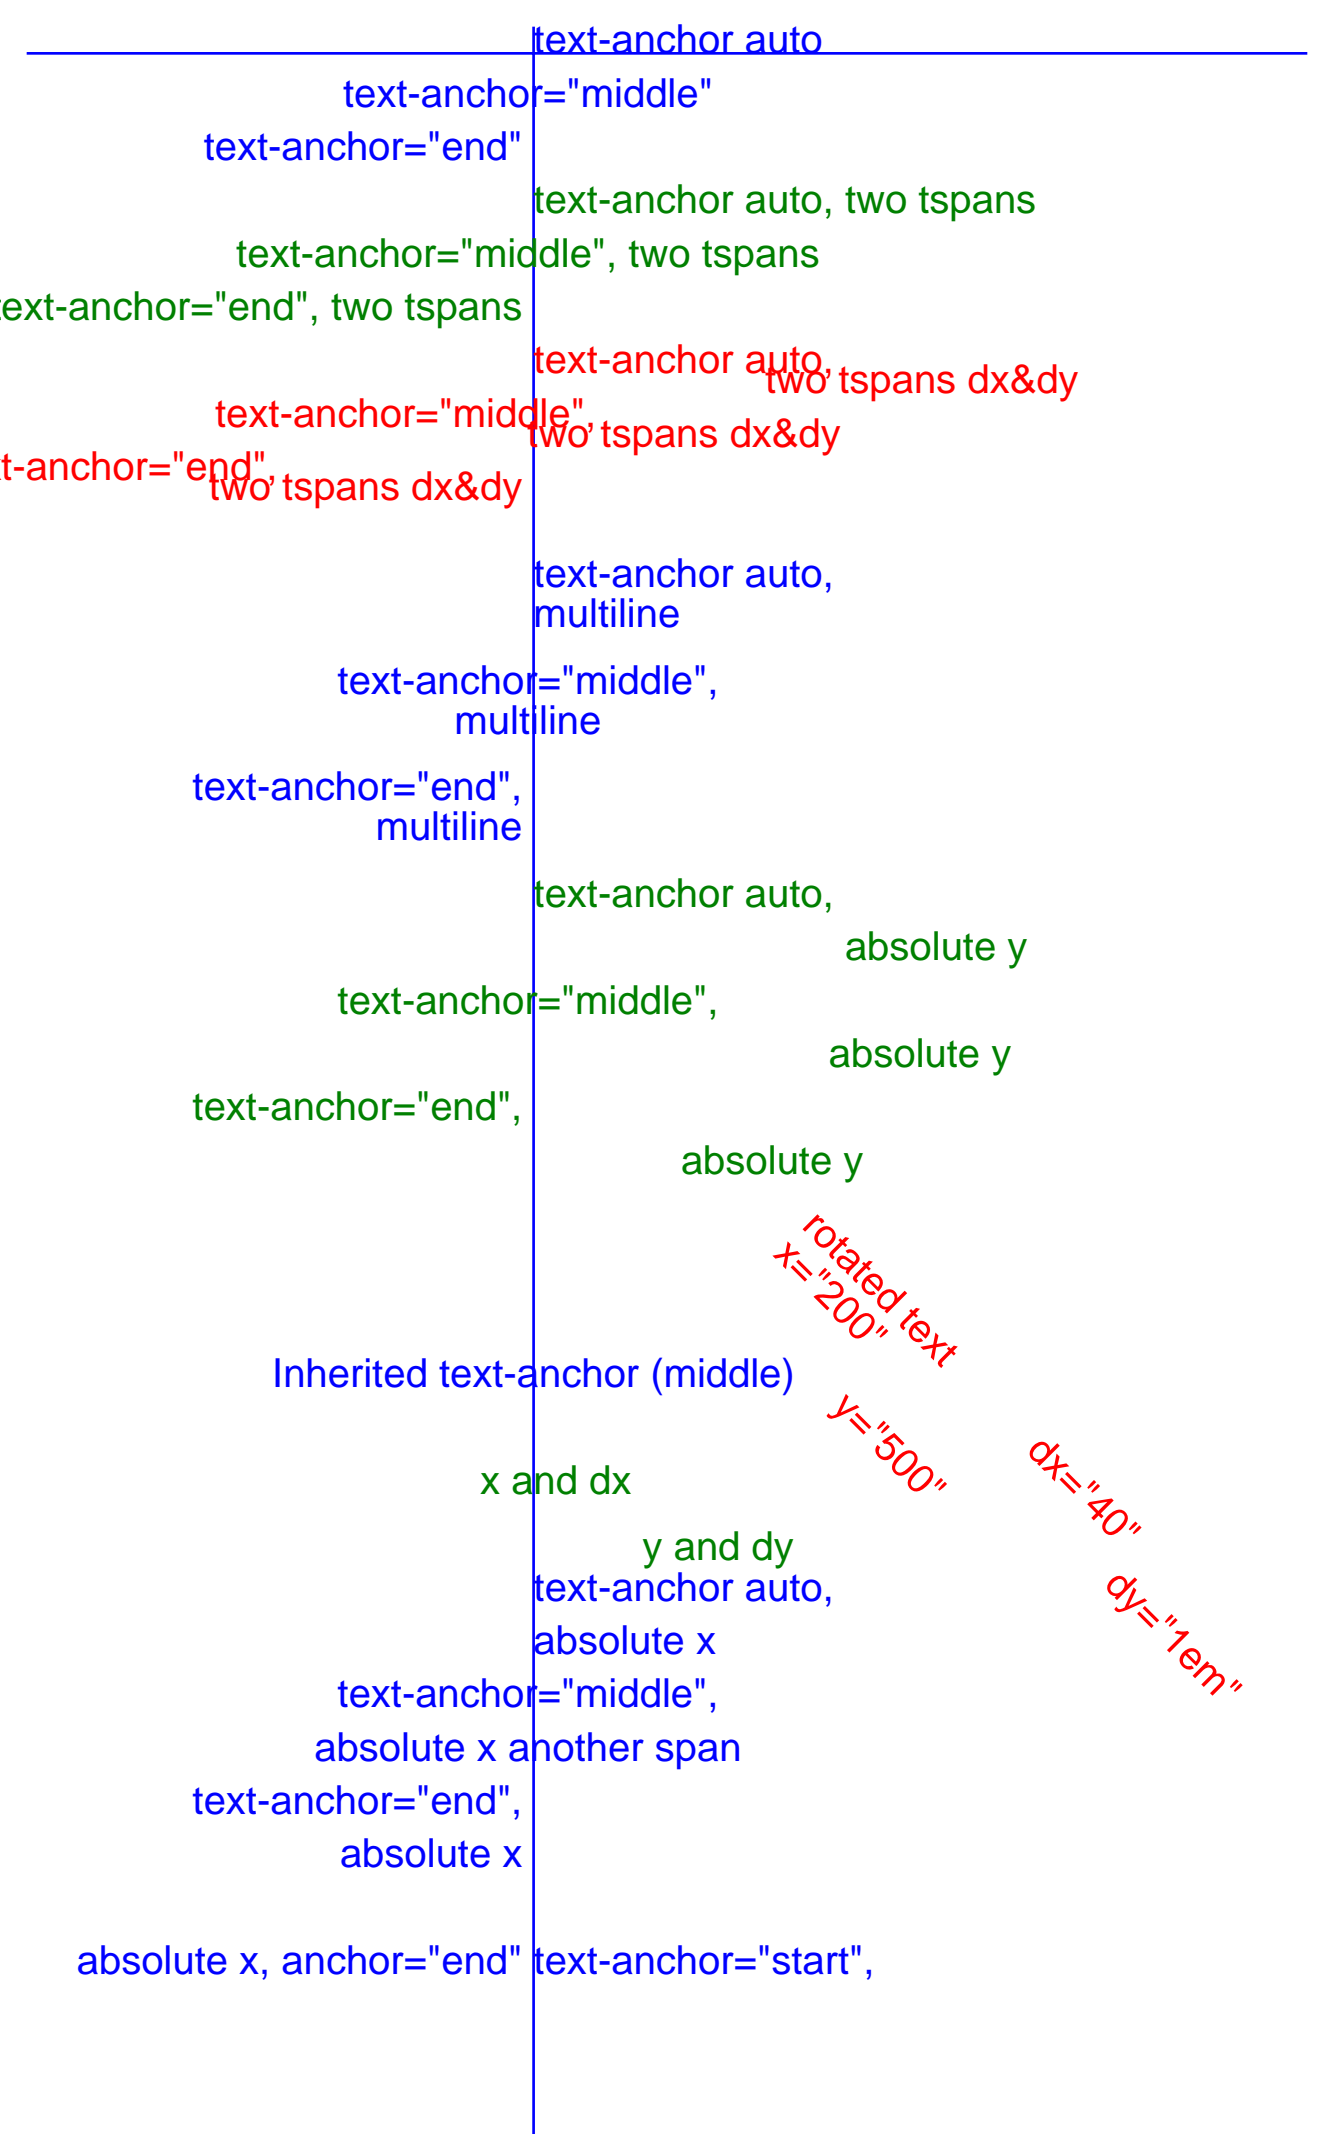 text-anchor auto
text-anchor="middle"
text-anchor="end"
text-anchor auto, two tspans
text-anchor="middle", two tspans
text-anchor="end", two tspans
text-anchor auto,
two tspans dx&dy
text-anchor="middle",
two tspans dx&dy
t-anchor="end",
two tspans dx&dy
text-anchor auto,
multiline
text-anchor="middle",
multiline
text-anchor="end",
multiline
text-anchor auto,
absolute y
text-anchor="middle",
absolute y
text-anchor="end",
absolute y
rotated text
x="200"
Inherited text-anchor (middle)
y="500"
dx="40"
dy="1em"
x and dx
y and dy
text-anchor auto,
absolute x
text-anchor="middle",
absolute x another span
text-anchor="end",
absolute x
absolute x, anchor="end" text-anchor="start",